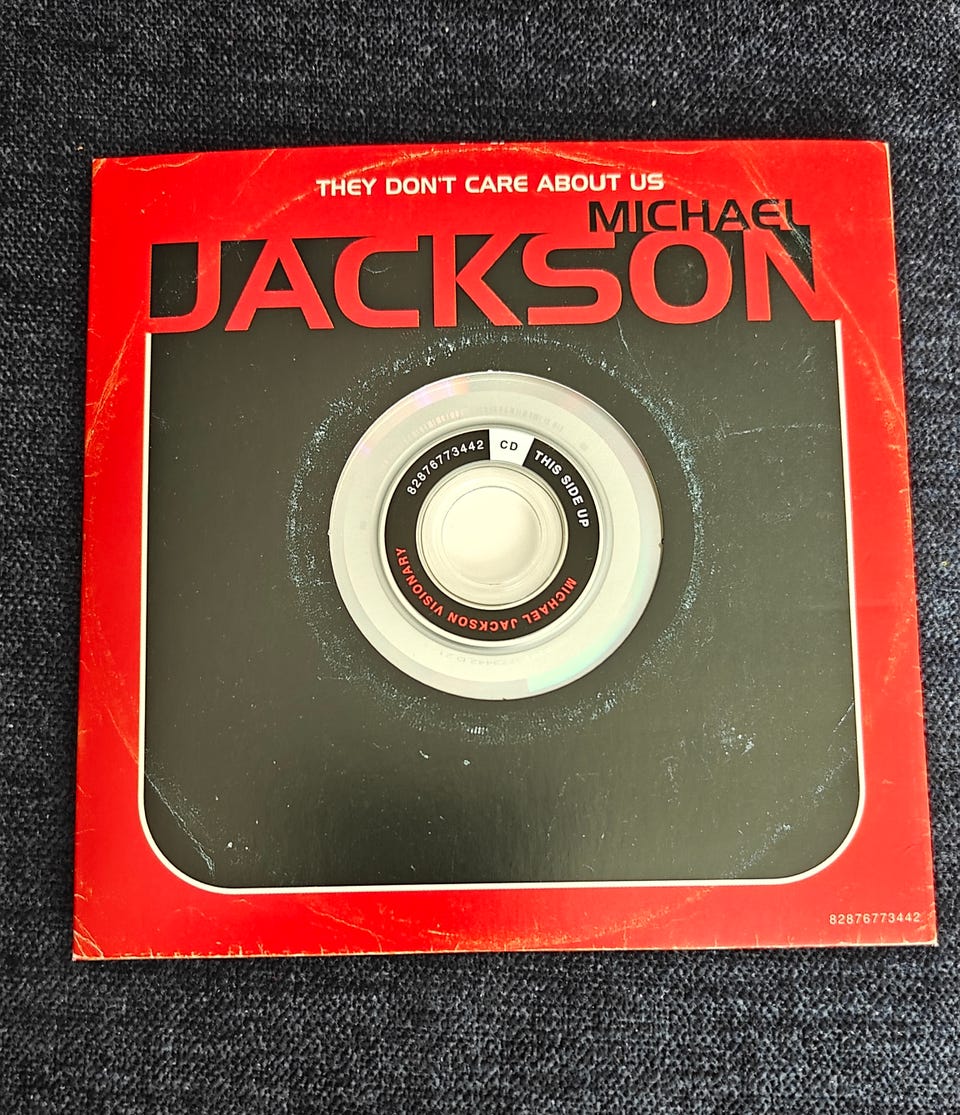 THEY DON'T CARE ABOUT US
MICHAEL
JACKSON
82876773442
CD
THIS SIDE UP
MICHAEL JACKSON VISIONARY
82876773442